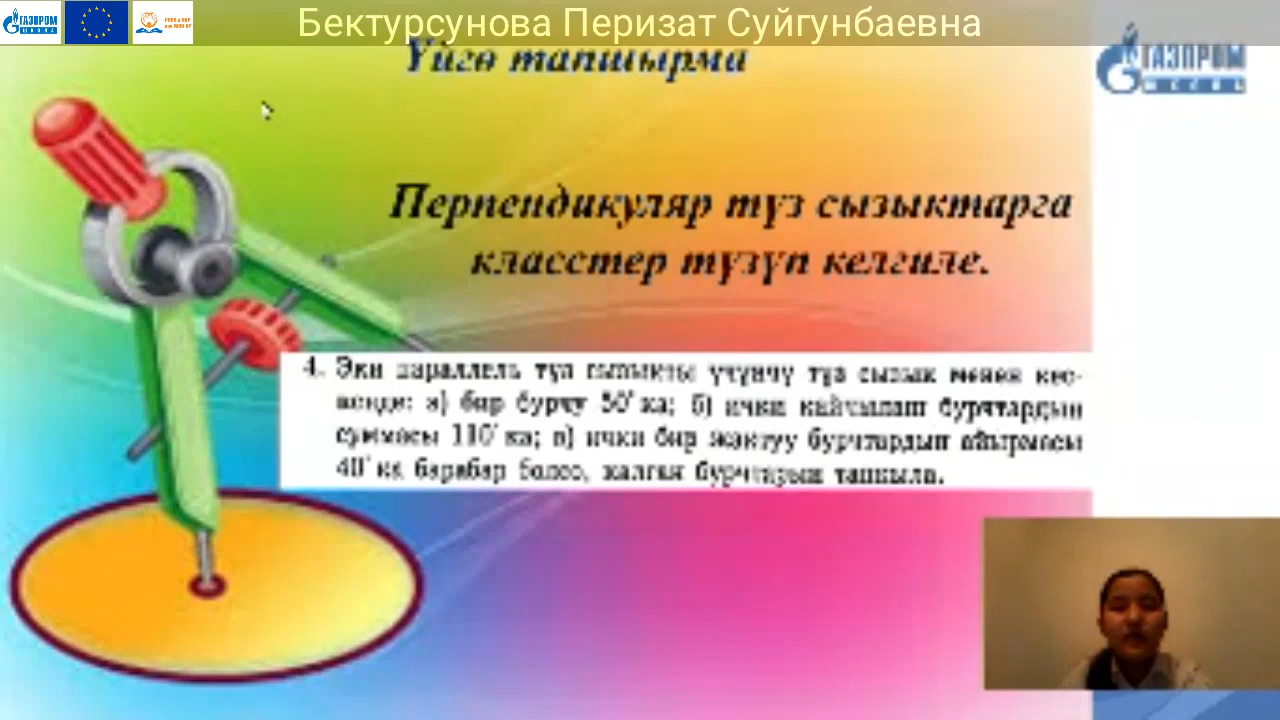 Бектурсунова Перизат Суйгунбаевна
ГАЗПРОМ
Үйгө тапшырма
ГАЗПРОМ
Перпендикуляр түз сызыктарга
класстер түзүп келгиле.
4. Эки параллель түз сызыкты үчүнчү түз сызык менен кес-
кенде: а) бир бурчу 50°ка; б) ички кайчылаш бурчтардын
суммасы 110°ка; в) ички бир жактуу бурчтардын айырмасы
40°ка барабар болсо, калган бурчтарын тапкыла.